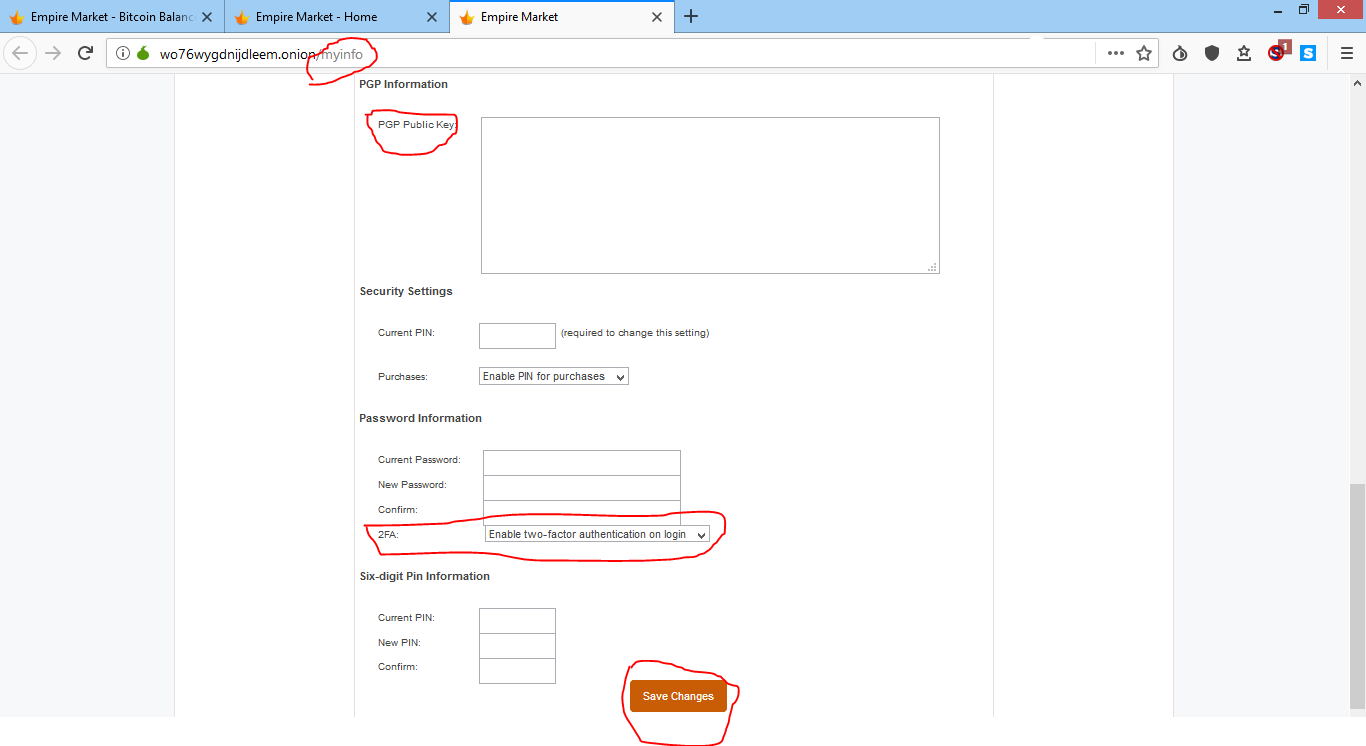 Empire Market - Bitcoin Balanc
Empire Market - Home
Empire Market
wo76wygdnijdleem.onion/myinfo
1
S
S
PGP Information
PGP Public Key:
Security Settings
Current PIN:
(required to change this setting)
Purchases:
Enable PIN for purchases
Password Information
Current Password:
New Password:
Confirm:
2FA:
Enable two-factor authentication on login
Six-digit Pin Information
Current PIN:
New PIN:
Confirm:
Save Changes